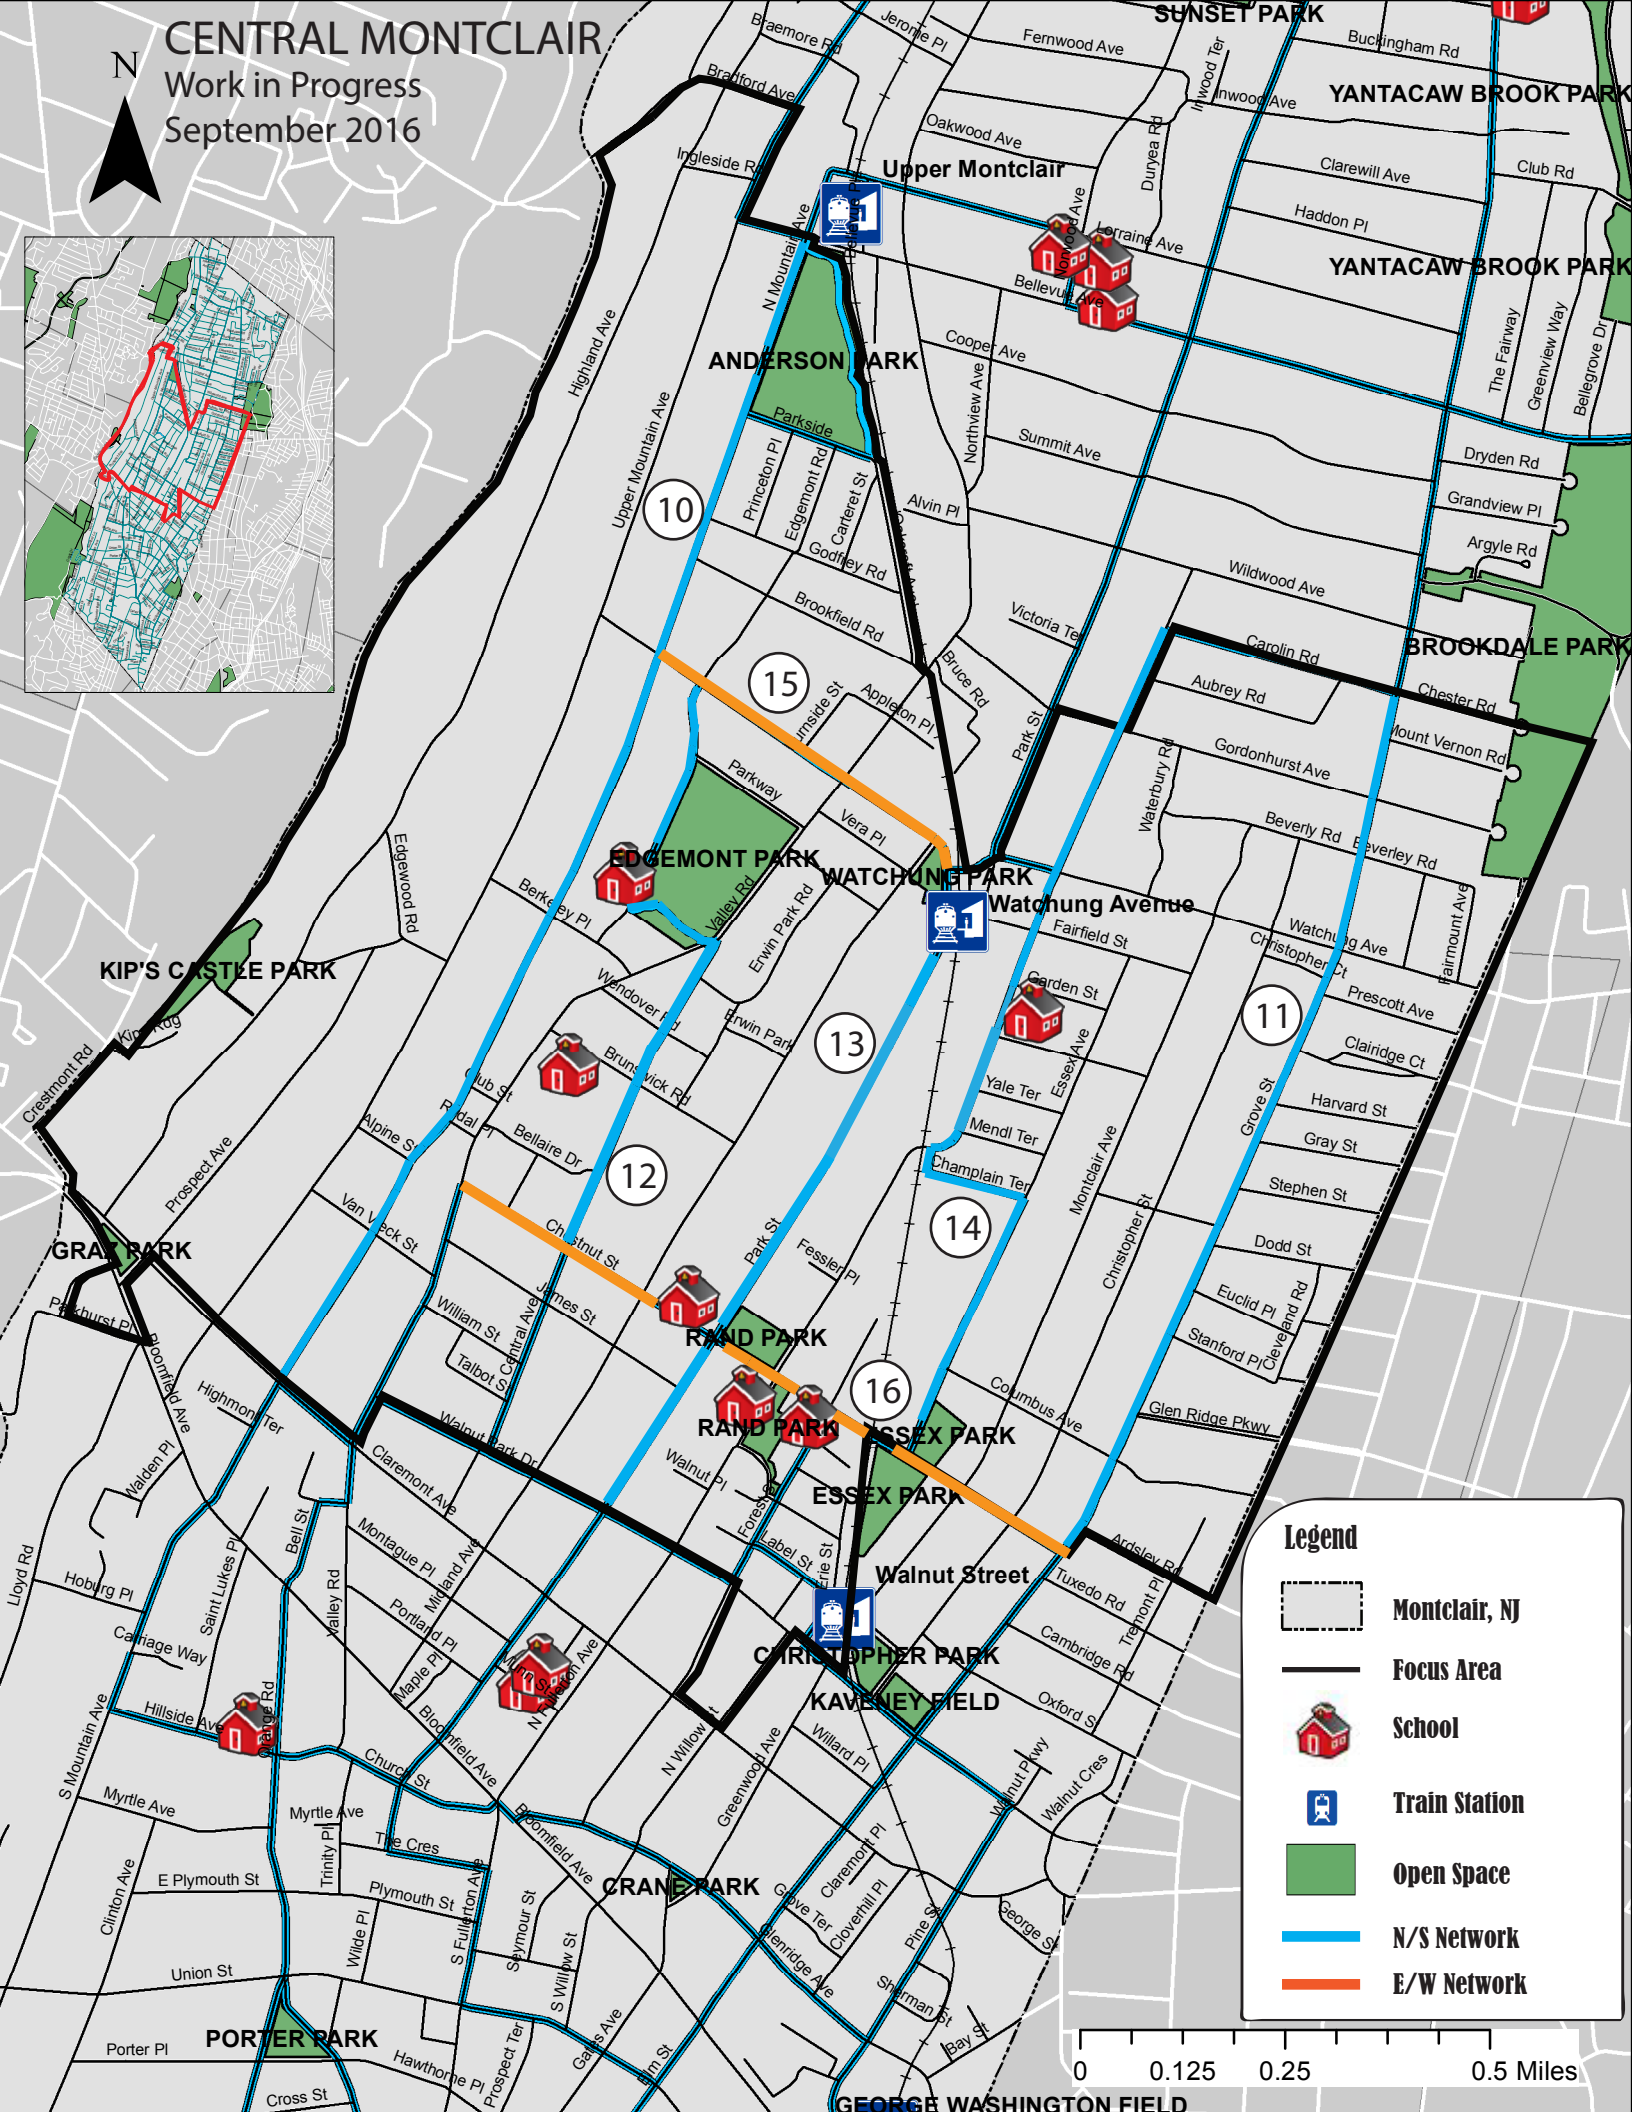 CENTRAL MONTCLAIR
Work in Progress
September 2016
N
SUNSET PARK
Braemore Rd
Jerome Pl
Fernwood Ave
Inwood Ter
Buckingham Rd
Bradford Ave
Inwood Ave
YANTACAW BROOK PARK
Oakwood Ave
Duryea Rd
Ingleside R
Upper Montclair
Clarewill Ave
Club Rd
Norwood Ave
Lorraine Ave
Haddon Pl
N Mountain Ave
YANTACAW BROOK PARK
Bellevue Ave
Highland Ave
Cooper Ave
The Fairway
Greenview Way
Bellegrove Dr
ANDERSON PARK
Upper Mountain Ave
Northview Ave
Parkside
Summit Ave
Dryden Rd
Princeton Pl
Edgemont Rd
Carteret St
Alvin Pl
Grandview Pl
10
Argyle Rd
Godfrey Rd
Wildwood Ave
Brookfield Rd
Victoria Ter
Carolin Rd
BROOKDALE PARK
15
Bruce Rd
Appleton Pl
Aubrey Rd
Chester Rd
Park St
Mount Vernon Rd
Gordonhurst Ave
Waterbury Rd
Parkway
Vera Pl
Beverly Rd
Beverley Rd
Edgewood Rd
EDGEMONT PARK
WATCHUNG PARK
Watchung Avenue
Berkeley Pl
Valley Rd
Erwin Park Rd
Fairfield St
Watchung Ave
Christopher Ct
Fairmount Ave
KIP'S CASTLE PARK
Wendover Rd
Garden St
Prescott Ave
Kips Rdg
Erwin Park
13
11
Clairidge Ct
Crestmont Rd
Brunswick Rd
Essex Ave
Club St
Yale Ter
Harvard St
Grove St
Alpine St
Bellaire Dr
Mendl Ter
Gray St
Prospect Ave
12
Champlain Ter
Montclair Ave
Stephen St
Van Vleck St
Chestnut St
Park St
14
Christopher St
Dodd St
GRAZ PARK
Fessler Pl
Euclid Pl
Cleveland Rd
Parkhurst Pl
William St
James St
Central Ave
RAND PARK
Stanford Pl
Bloomfield Ave
Talbot S
16
Columbus Ave
Highmont Ter
Glen Ridge Pkwy
Walnut Park Dr
RAND PARK
ESSEX PARK
Walden Pl
Claremont Ave
Walnut Pl
ESSEX PARK
Bell St
Montague Pl
Label St
Erie St
Ardsley Rd
Lloyd Rd
Hoburg Pl
Saint Lukes Pl
Valley Rd
Midland Ave
Walnut Street
Tuxedo Rd
Tremont Pl
Portland Pl
Carriage Way
Maple Pl
CHRISTOPHER PARK
Cambridge Rd
N Fullerton Ave
Hillside Ave
KAVENEY FIELD
Oxford S
S Mountain Ave
Bloomfield Ave
N Willow
Willard Pl
Church St
Greenwood Ave
Walnut Pkwy
Walnut Cres
Myrtle Ave
Myrtle Ave
Bloomfield Ave
The Cres
Trinity Pl
Claremont Pl
E Plymouth St
CRANE PARK
Clinton Ave
Plymouth St
S Fullerton Ave
Seymour St
Grove Ter
Cloverhill Pl
Pine S
George St
Wilde Pl
Glenridge Ave
Union St
S Willow St
Sherman St
Bay St
PORTER PARK
Porter Pl
Hawthorne Pl
Prospect Ter
Gates Ave
Elm St
Cross St
GEORGE WASHINGTON FIELD
Legend
Montclair, NJ
Focus Area
School
Train Station
Open Space
N/S Network
E/W Network
0 0.125 0.25 0.5 Miles